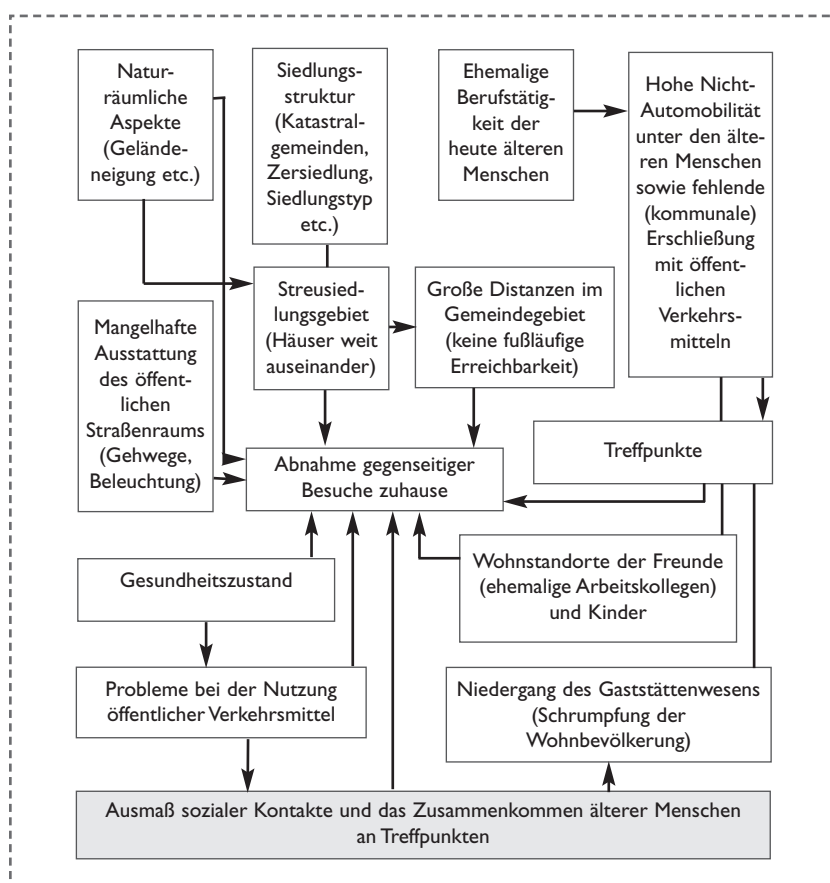 Natur-
räumliche
Aspekte
(Gelände-
neigung etc.)
Siedlungs-
struktur
(Katastral-
gemeinden,
Zersiedlung,
Siedlungstyp
etc.)
Ehemalige
Berufstätig-
keit der
heute älteren
Menschen
Hohe Nicht-
Automobilität
unter den älte-
ren Menschen
sowie fehlende
(kommunale)
Erschließung
mit öffent-
lichen
Verkehrs-
mitteln
Mangelhafte
Ausstattung
des öffent-
lichen
Straßenraums
(Gehwege,
Beleuchtung)
Streusied-
lungsgebiet
(Häuser weit
auseinander)
Große Distanzen im
Gemeindegebiet
(keine fußläufige
Erreichbarkeit)
Treffpunkte
Abnahme gegenseitiger
Besuche zuhause
Gesundheitszustand
Wohnstandorte der Freunde
(ehemalige Arbeitskollegen)
und Kinder
Probleme bei der Nutzung
öffentlicher Verkehrsmittel
Niedergang des Gaststättenwesens
(Schrumpfung der
Wohnbevölkerung)
Ausmaß sozialer Kontakte und das Zusammenkommen älterer Menschen
an Treffpunkten